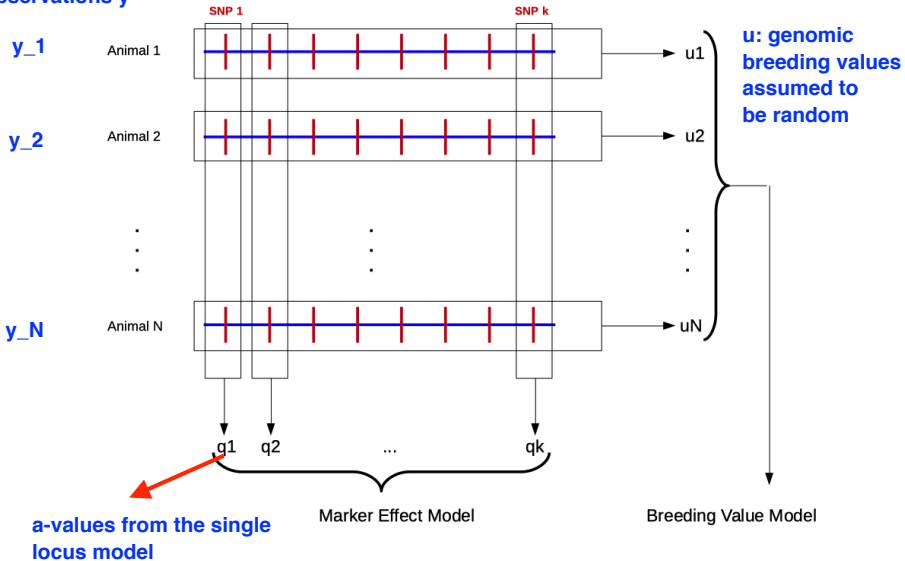 SNP 1
SNP k
y_1
Animal 1
u1
u: genomic
breeding values
assumed to
be random
y_2
Animal 2
u2
y_N
Animal N
uN
q1
q2
...
qk
Marker Effect Model
Breeding Value Model
a-values from the single
locus model